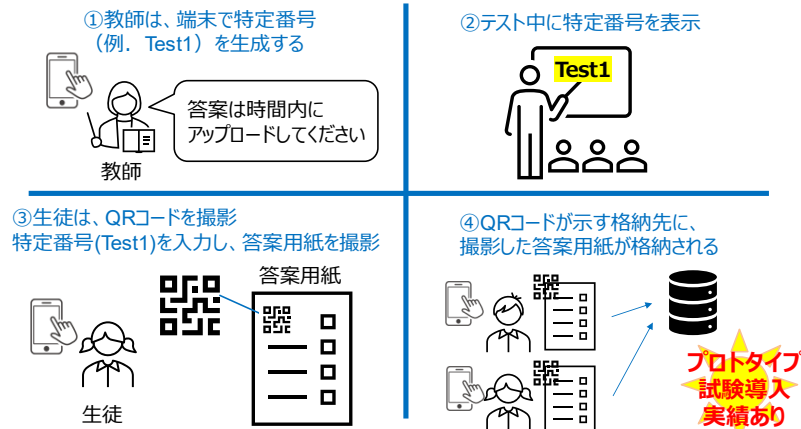 ①教師は、端末で特定番号
（例．Test1）を生成する
答案は時間内に
アップロードしてください
教師
②テスト中に特定番号を表示
Test1
③生徒は、QRコードを撮影
特定番号(Test1)を入力し、答案用紙を撮影
答案用紙
生徒
④QRコードが示す格納先に、
撮影した答案用紙が格納される
プロトタイプ
試験導入
実績あり